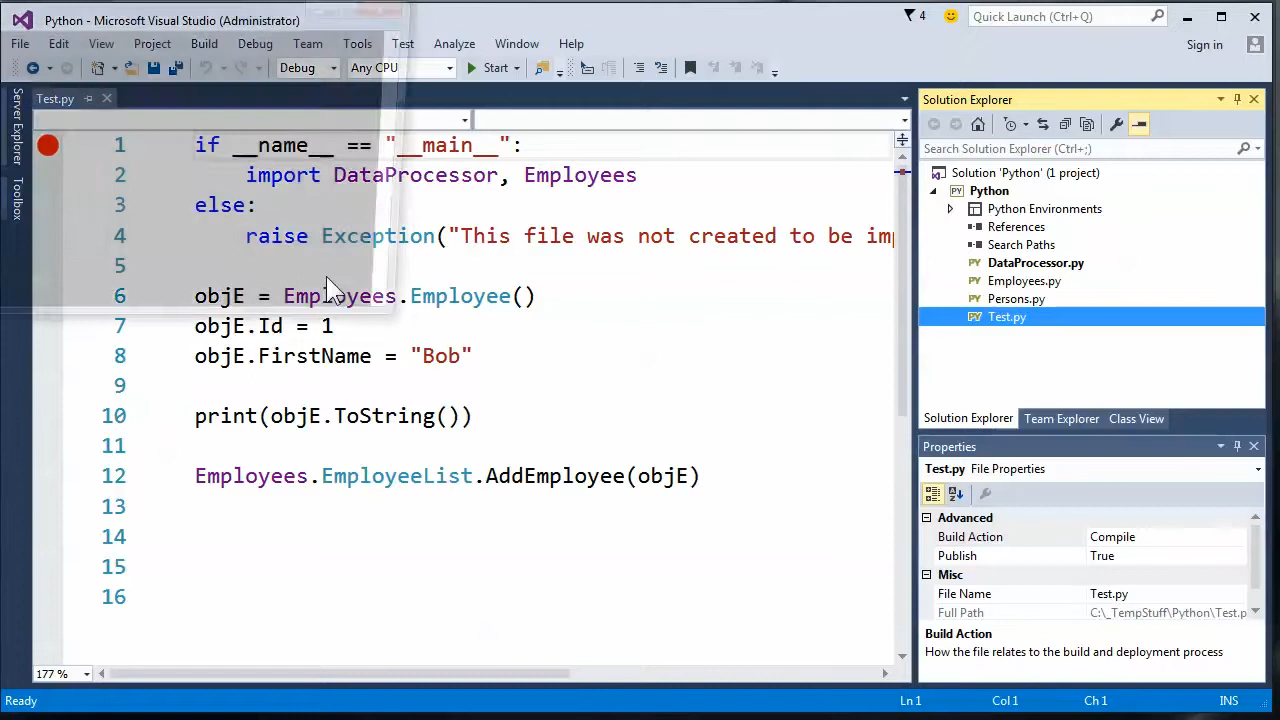 Python - Microsoft Visual Studio (Administrator)
4
Quick Launch (Ctrl+Q)
File Edit View Project Build Debug Team Tools Test Analyze Window Help
Sign in
Debug Any CPU Start
Server Explorer
Toolbox
Test.py
1 if __name__ == "__main__":
2 import DataProcessor, Employees
3 else:
4 raise Exception("This file was not created to be imp
5
6 objE = Employees.Employee()
7 objE.Id = 1
8 objE.FirstName = "Bob"
9
10 print(objE.ToString())
11
12 Employees.EmployeeList.AddEmployee(objE)
13
14
15
16
177 %
Solution Explorer
Search Solution Explorer (Ctrl+;)
Solution 'Python' (1 project)
Python
Python Environments
References
Search Paths
DataProcessor.py
Employees.py
Persons.py
Test.py
Solution Explorer Team Explorer Class View
Properties
Test.py File Properties
Advanced
Build Action Compile
Publish True
Misc
File Name Test.py
Full Path C:\_TempStuff\Python\Test.p
Build Action
How the file relates to the build and deployment process
Ready Ln 1 Col 1 Ch 1 INS